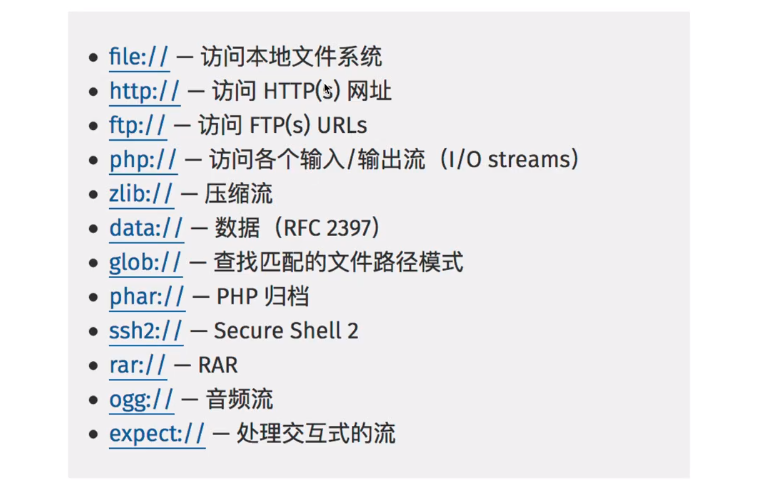 file:// — 访问本地文件系统
http:// — 访问 HTTP(s) 网址
ftp:// — 访问 FTP(s) URLs
php:// — 访问各个输入/输出流（I/O streams）
zlib:// — 压缩流
data:// — 数据（RFC 2397）
glob:// — 查找匹配的文件路径模式
phar:// — PHP 归档
ssh2:// — Secure Shell 2
rar:// — RAR
ogg:// — 音频流
expect:// — 处理交互式的流